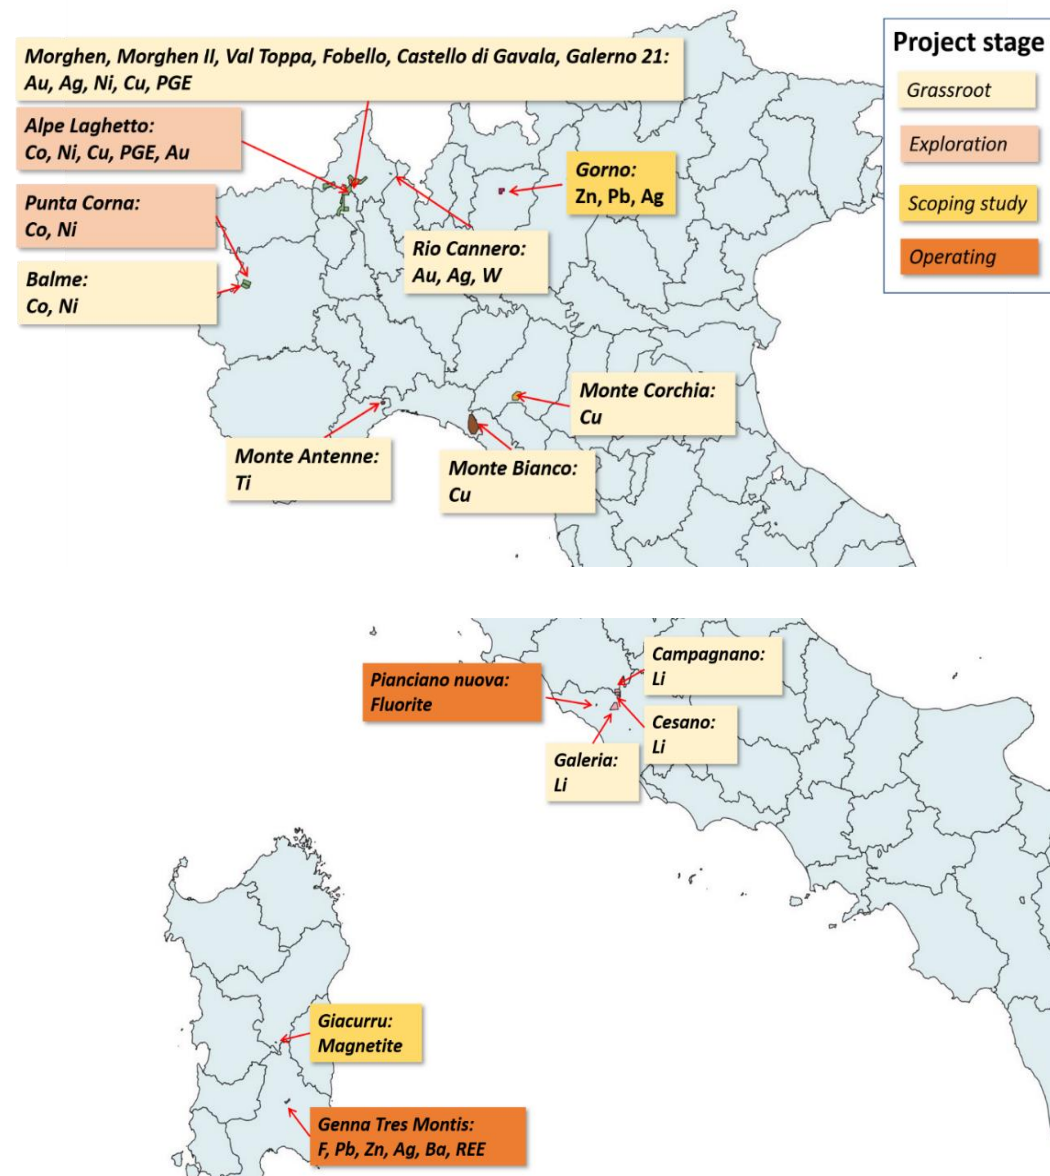 Morghen, Morghen II, Val Toppa, Fobello, Castello di Gavala, Galerno 21:
Au, Ag, Ni, Cu, PGE
Project stage
Grassroot
Exploration
Scoping study
Operating
Alpe Laghetto:
Co, Ni, Cu, PGE, Au
Gorno:
Zn, Pb, Ag
Punta Corna:
Co, Ni
Rio Cannero:
Au, Ag, W
Balme:
Co, Ni
Monte Corchia:
Cu
Monte Antenne:
Ti
Monte Bianco:
Cu
Campagnano:
Li
Pianciano nuova:
Fluorite
Cesano:
Li
Galeria:
Li
Giacurru:
Magnetite
Genna Tres Montis:
F, Pb, Zn, Ag, Ba, REE